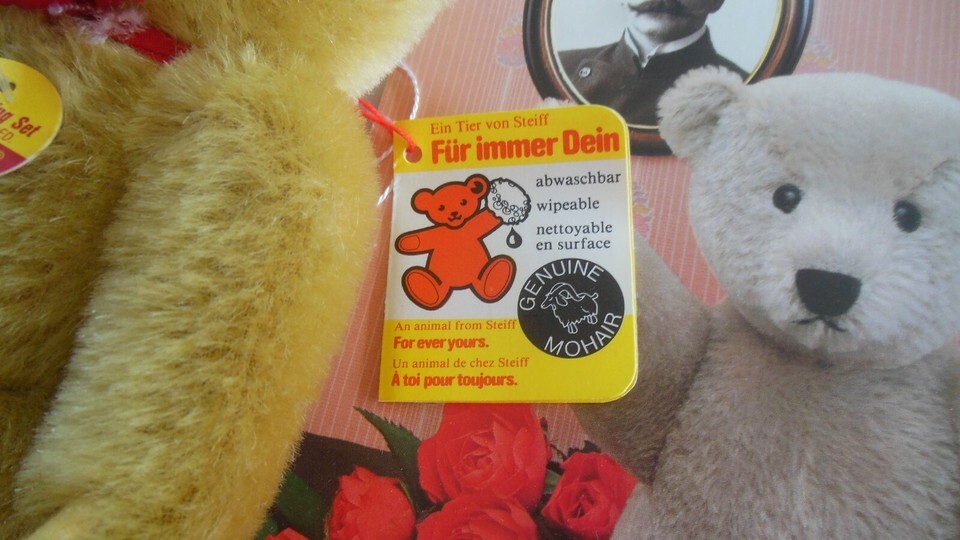 Ein Tier von Steiff
Für immer Dein
abwaschbar
wipeable
nettoyable
en surface
GENUINE
MOHAIR
An animal from Steiff
For ever yours.
Un animal de chez Steiff
À toi pour toujours.
Set